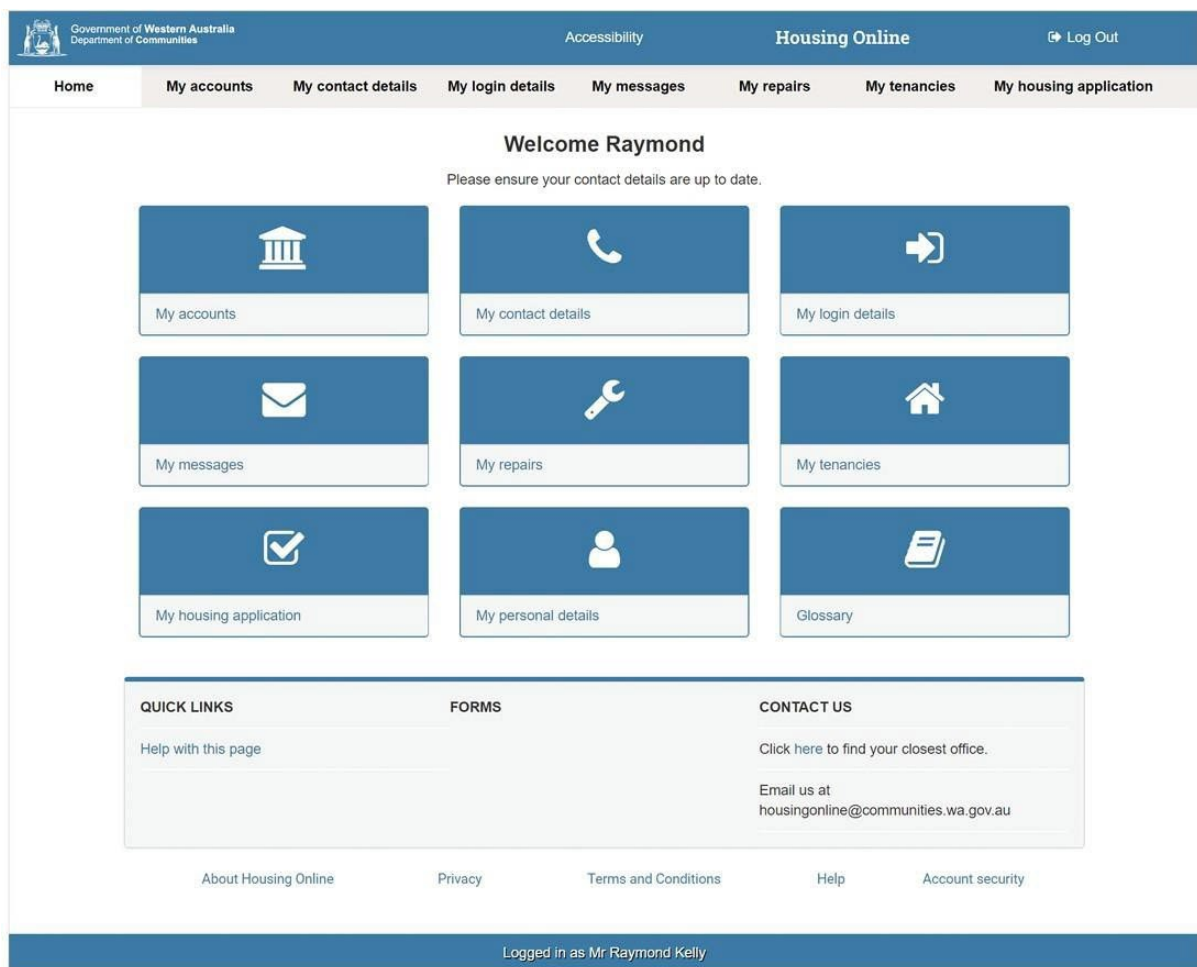 Government of Western Australia
Department of Communities
Accessibility
Housing Online
Log Out
Home
My accounts
My contact details
My login details
My messages
My repairs
My tenancies
My housing application
Welcome Raymond
Please ensure your contact details are up to date.
My accounts
My contact details
My login details
My messages
My repairs
My tenancies
My housing application
My personal details
Glossary
QUICK LINKS
Help with this page
FORMS
CONTACT US
Click here to find your closest office.
Email us at
housingonline@communities.wa.gov.au
About Housing Online
Privacy
Terms and Conditions
Help
Account security
Logged in as Mr Raymond Kelly